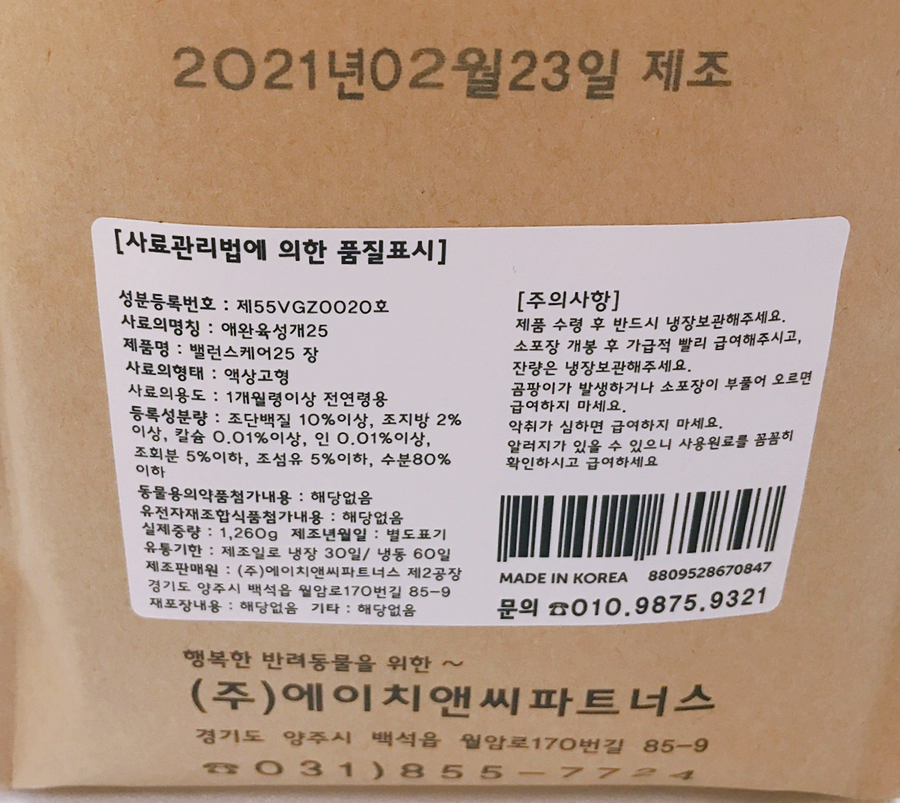 2021년02월23일 제조
[사료관리법에 의한 품질표시]
성분등록번호 : 제55VGZ0020호
사료의명칭 : 애완육성개25
제품명 : 밸런스케어25 장
사료의형태 : 액상고형
사료의용도 : 1개월령이상 전연령용
등록성분량 : 조단백질 10%이상, 조지방 2%
이상, 칼슘 0.01%이상, 인 0.01%이상,
조회분 5%이하, 조섬유 5%이하, 수분80%
이하
동물용의약품첨가내용 : 해당없음
유전자재조합식품첨가내용 : 해당없음
실제중량 : 1,260g 제조년월일 : 별도표기
유통기한 : 제조일로 냉장 30일/ 냉동 60일
제조판매원 : (주)에이치앤씨파트너스 제2공장
경기도 양주시 백석읍 월암로170번길 85-9
재포장내용 : 해당없음 기타 : 해당없음
[주의사항]
제품 수령 후 반드시 냉장보관해주세요.
소포장 개봉 후 가급적 빨리 급여해주시고,
잔량은 냉장보관해주세요.
곰팡이가 발생하거나 소포장이 부풀어 오르면
급여하지 마세요.
악취가 심하면 급여하지 마세요.
알러지가 있을 수 있으니 사용원료를 꼼꼼히
확인하시고 급여하세요
MADE IN KOREA 8809528670847
문의 ☎010.9875.9321
행복한 반려동물을 위한 ~
(주)에이치앤씨파트너스
경기도 양주시 백석읍 월암로170번길 85-9
☎031)855-7724